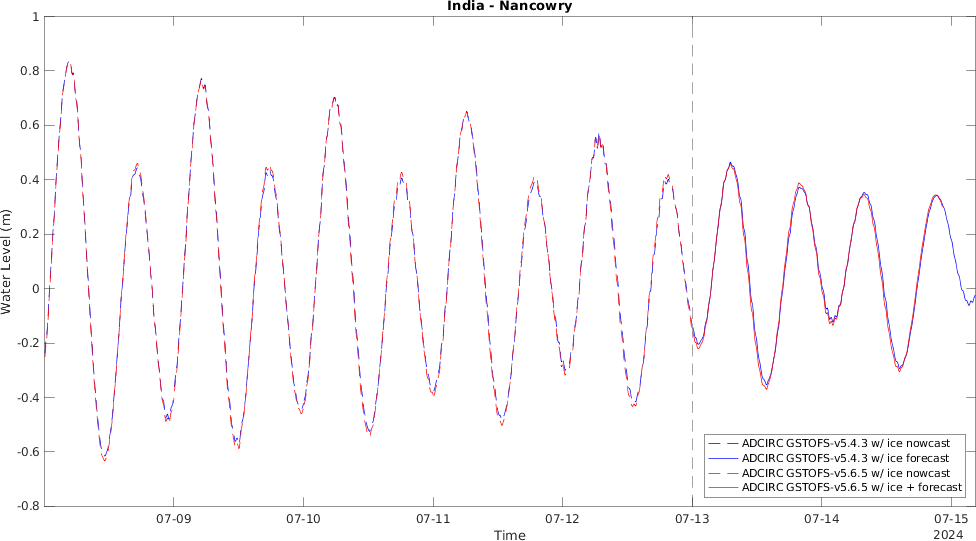 India - Nancowry
1
0.8
0.6
0.4
0.2
0
-0.2
-0.4
-0.6
-0.8
Water Level (m)
ADCIRC GSTOFS-v5.4.3 w/ ice nowcast
ADCIRC GSTOFS-v5.4.3 w/ ice forecast
ADCIRC GSTOFS-v5.6.5 w/ ice nowcast
ADCIRC GSTOFS-v5.6.5 w/ ice + forecast
07-09 07-10 07-11 07-12 07-13 07-14 07-15
Time
2024